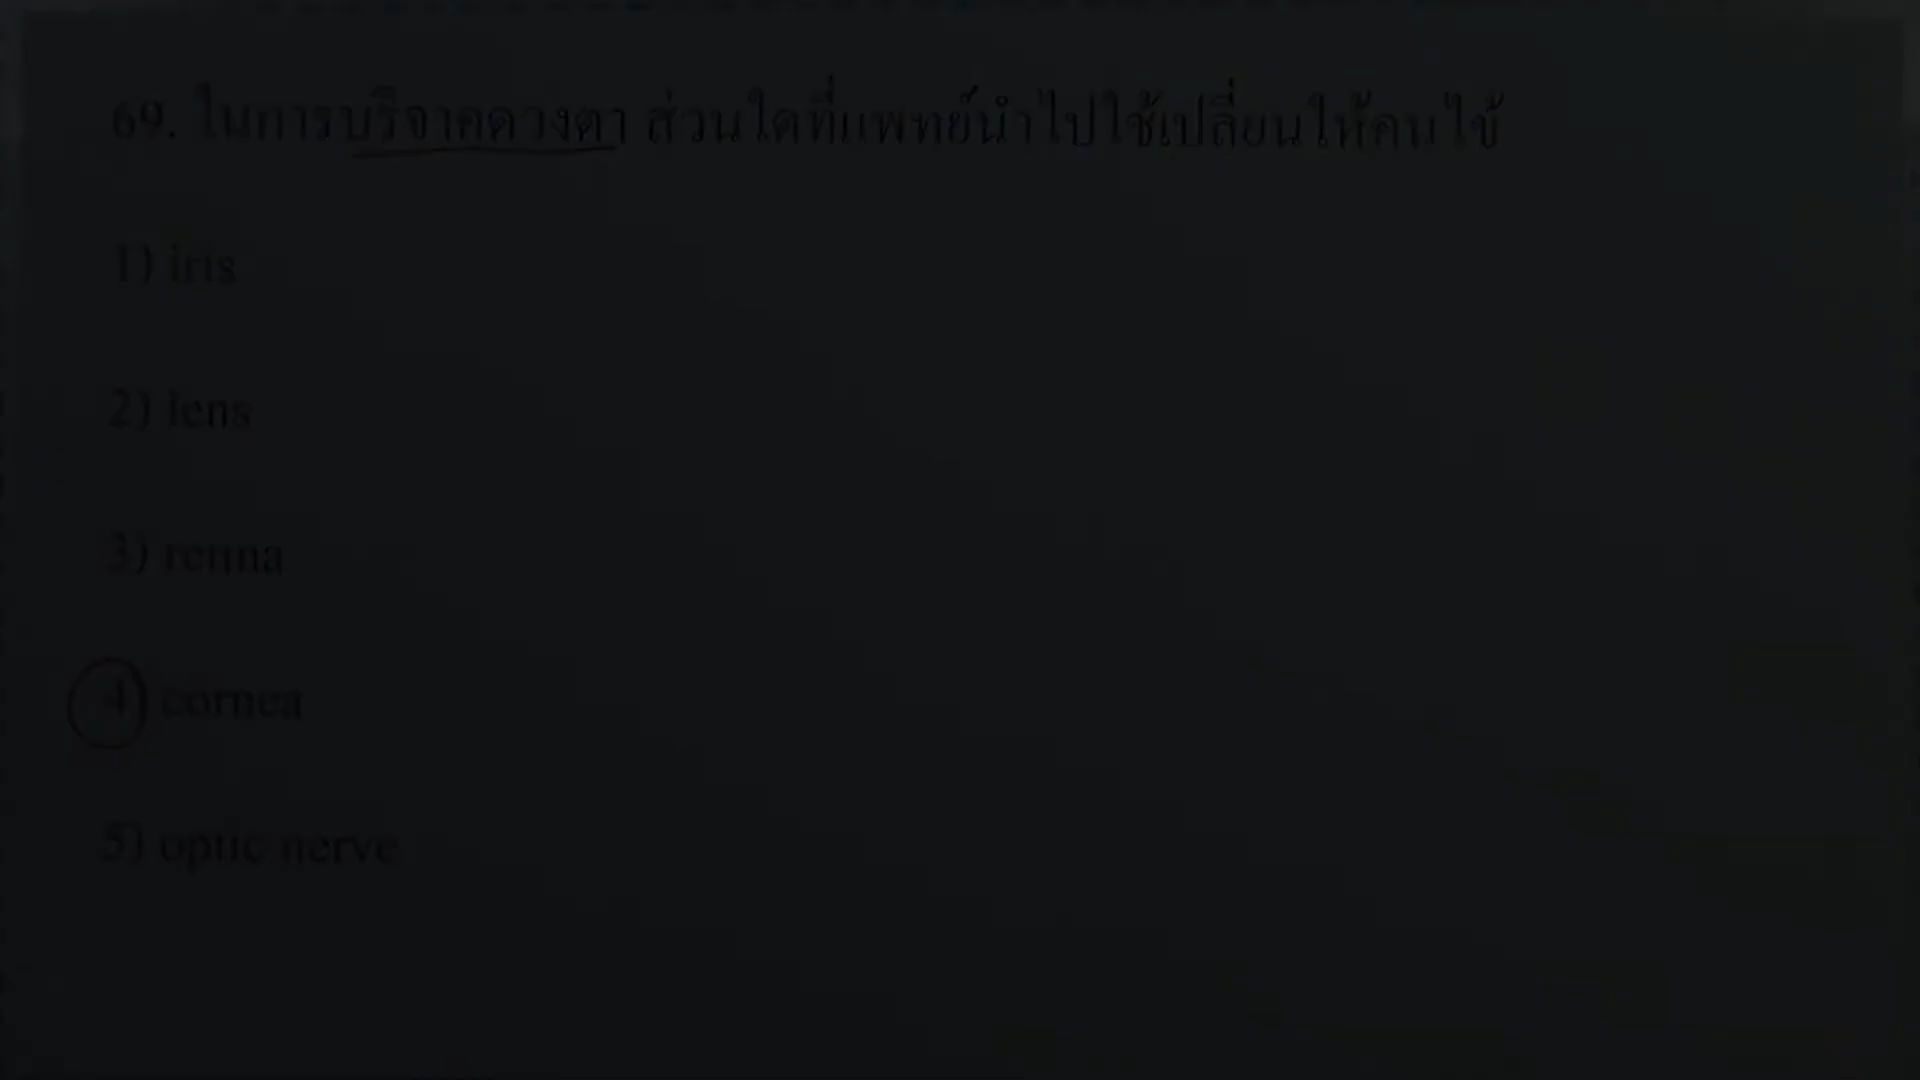 69. ในการบริจาคดวงตา ส่วนใดที่แพทย์นำไปใช้เปลี่ยนให้คนไข้
1) iris
2) lens
3) retina
4) cornea
5) optic nerve